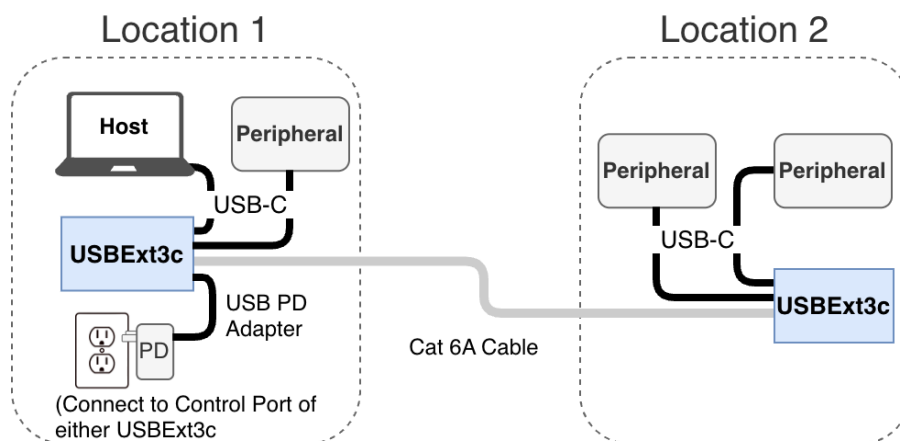 Location 1
Location 2
Host
Peripheral
USB-C
USBExt3c
USB PD
Adapter
PD
(Connect to Control Port of
either USBExt3c
Cat 6A Cable
Peripheral
Peripheral
USB-C
USBExt3c